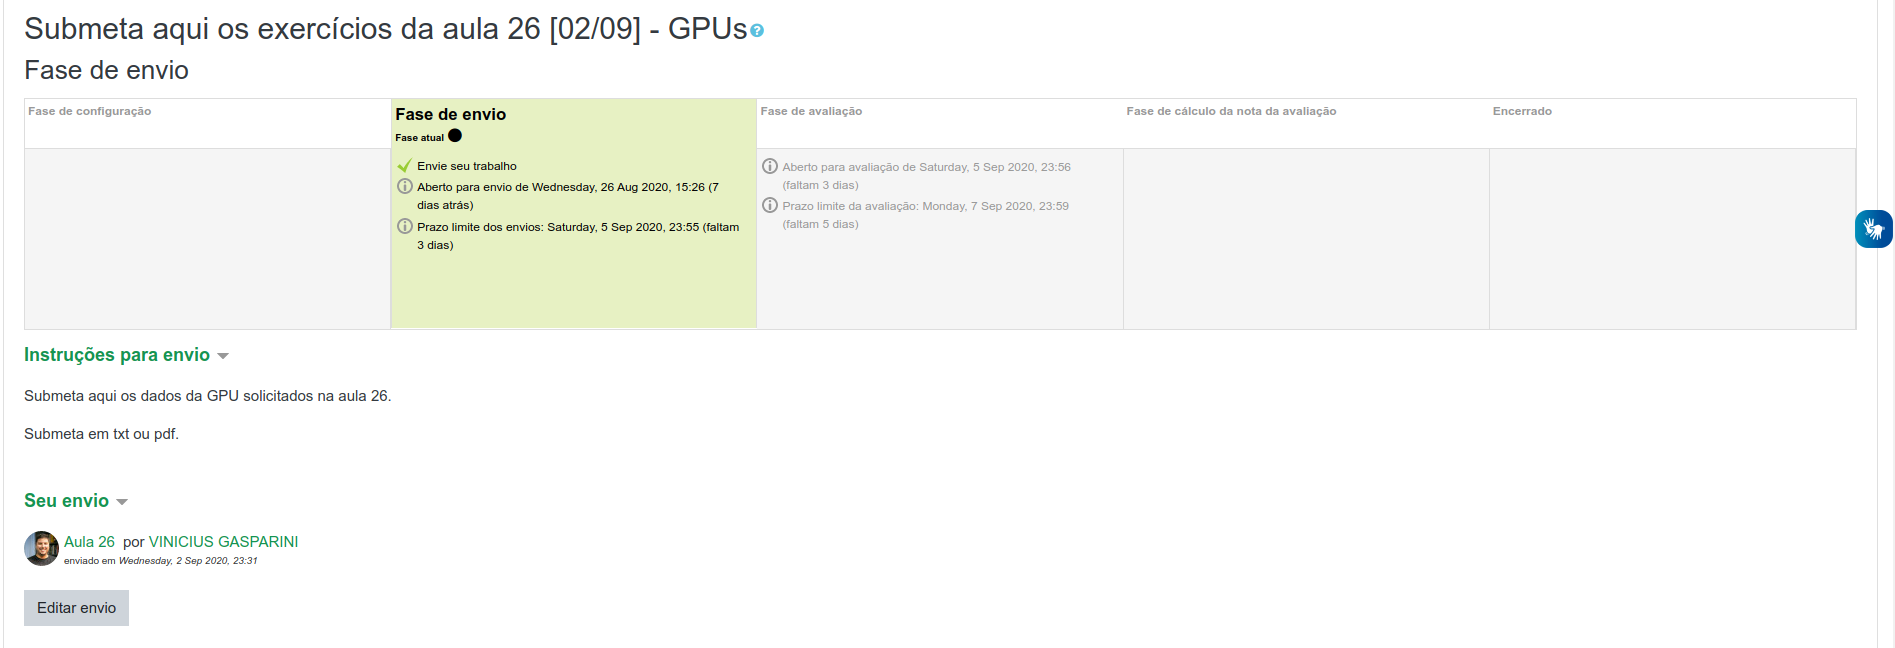 Submeta aqui os exercícios da aula 26 [02/09] - GPUs
Fase de envio
Fase de configuração
Fase de envio
Fase atual
Envie seu trabalho
Aberto para envio de Wednesday, 26 Aug 2020, 15:26 (7
dias atrás)
Prazo limite dos envios: Saturday, 5 Sep 2020, 23:55 (faltam
3 dias)
Fase de avaliação
Aberto para avaliação de Saturday, 5 Sep 2020, 23:56
(faltam 3 dias)
Prazo limite da avaliação: Monday, 7 Sep 2020, 23:59
(faltam 5 dias)
Fase de cálculo da nota da avaliação
Encerrado
Instruções para envio
Submeta aqui os dados da GPU solicitados na aula 26.
Submeta em txt ou pdf.
Seu envio
Aula 26 por VINICIUS GASPARINI
enviado em Wednesday, 2 Sep 2020, 23:31
Editar envio